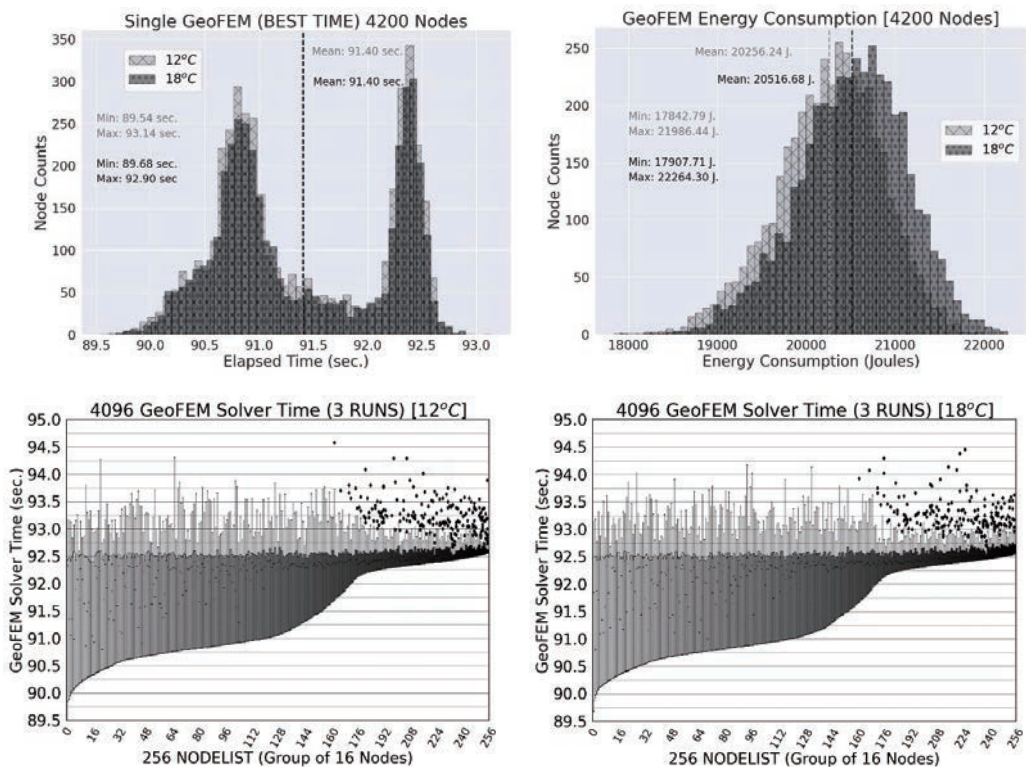 Single GeoFEM (BEST TIME) 4200 Nodes
350
300
250
200
150
100
50
0
Node Counts
12°C
18°C
Mean: 91.40 sec.
Mean: 91.40 sec.
Min: 89.54 sec.
Max: 93.14 sec.
Min: 89.68 sec.
Max: 92.90 sec
89.5 90.0 90.5 91.0 91.5 92.0 92.5 93.0
Elapsed Time (sec.)
GeoFEM Energy Consumption [4200 Nodes]
250
200
150
100
50
0
Node Counts
Mean: 20256.24 J.
Mean: 20516.68 J.
Min: 17842.79 J.
Max: 21986.44 J.
Min: 17907.71 J.
Max: 22264.30 J.
12°C
18°C
18000 19000 20000 21000 22000
Energy Consumption (Joules)
4096 GeoFEM Solver Time (3 RUNS) [12°C]
95.0
94.5
94.0
93.5
93.0
92.5
92.0
91.5
91.0
90.5
90.0
89.5
GeoFEM Solver Time (sec.)
0 16 32 48 64 80 96 112 128 144 160 176 192 208 224 240 256
256 NODELIST (Group of 16 Nodes)
4096 GeoFEM Solver Time (3 RUNS) [18°C]
95.0
94.5
94.0
93.5
93.0
92.5
92.0
91.5
91.0
90.5
90.0
89.5
GeoFEM Solver Time (sec.)
0 16 32 48 64 80 96 112 128 144 160 176 192 208 224 240 256
256 NODELIST (Group of 16 Nodes)